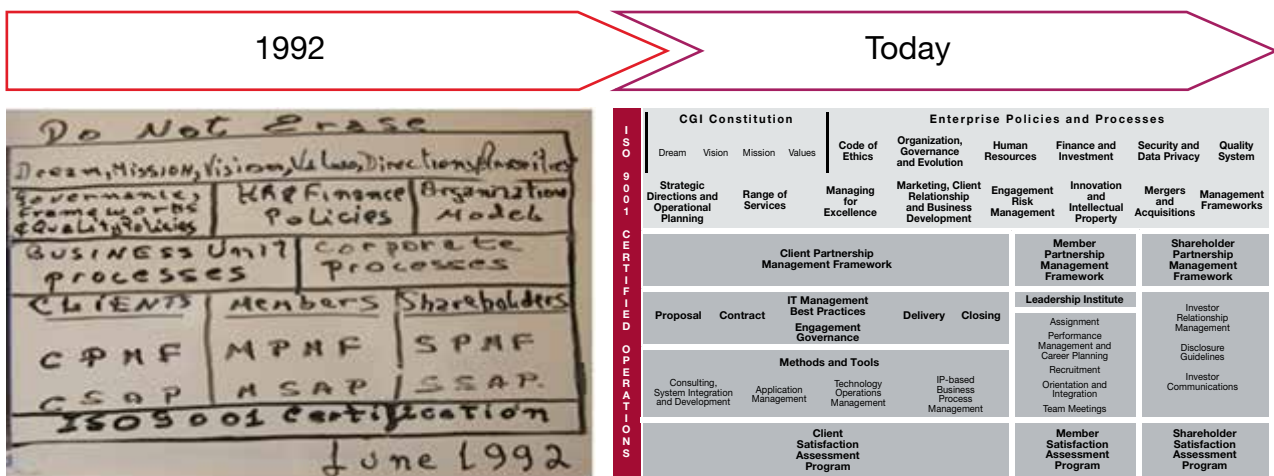 1992
Today
Do Not Erase
Dream, Mission, Vision, Values, Directions, Priorities
Governance,
frameworks
& Quality Policies
HR & Finance
Policies
Organization
Model
BUSINESS Unit
processes
Corporate
processes
CLIENTS Members Shareholders
CPMF MPMF SPMF
CSAP MSAP SSAP.
ISO9001 Certification
June 1992
ISO 9001 CERTIFIED OPERATIONS
CGI Constitution
Enterprise Policies and Processes
Dream Vision Mission Values
Code of
Ethics
Organization,
Governance
and Evolution
Human
Resources
Finance and
Investment
Security and
Data Privacy
Quality
System
Strategic
Directions and
Operational
Planning
Range of
Services
Managing
for
Excellence
Marketing, Client
Relationship
and Business
Development
Engagement
Risk
Management
Innovation
and
Intellectual
Property
Mergers
and
Acquisitions
Management
Frameworks
Client Partnership
Management Framework
Member
Partnership
Management
Framework
Shareholder
Partnership
Management
Framework
Proposal
Contract
IT Management
Best Practices
Engagement
Governance
Delivery
Closing
Methods and Tools
Consulting,
System Integration
and Development
Application
Management
Technology
Operations
Management
IP-based
Business
Process
Management
Leadership Institute
Assignment
Performance
Management and
Career Planning
Recruitment
Orientation and
Integration
Team Meetings
Investor
Relationship
Management
Disclosure
Guidelines
Investor
Communications
Client
Satisfaction
Assessment
Program
Member
Satisfaction
Assessment
Program
Shareholder
Satisfaction
Assessment
Program